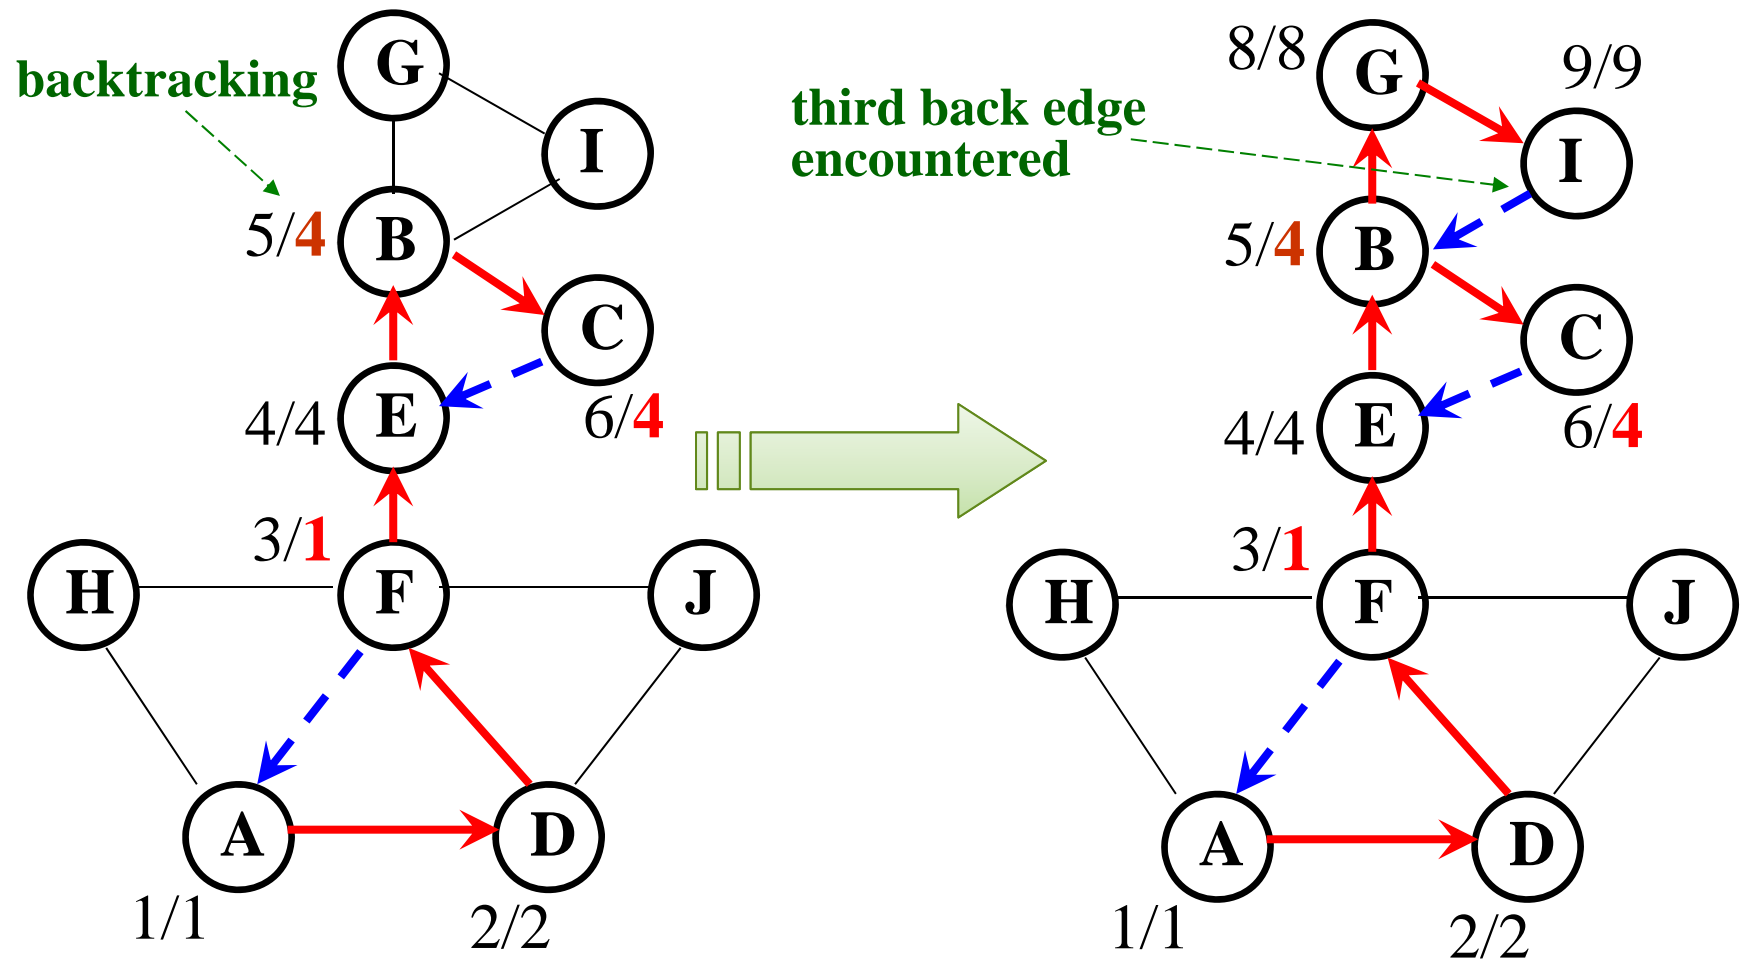 backtracking
G
I
5/4
B
C
4/4
E
6/4
3/1
H
F
J
A
D
1/1
2/2
8/8
G
9/9
third back edge
encountered
I
5/4
B
C
4/4
E
6/4
3/1
H
F
J
A
D
1/1
2/2